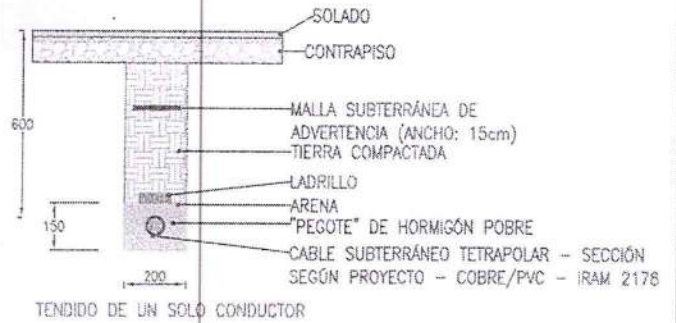 SOLADO
CONTRAPISO
MALLA SUBTERRÁNEA DE
ADVERTENCIA (ANCHO: 15cm)
TIERRA COMPACTADA
600
LADRILLO
ARENA
150
"PEGOTE" DE HORMIGÓN POBRE
CABLE SUBTERRÁNEO TETRAPOLAR – SECCIÓN
SEGÚN PROYECTO – COBRE/PVC – IRAM 2178
200
TENDIDO DE UN SOLO CONDUCTOR